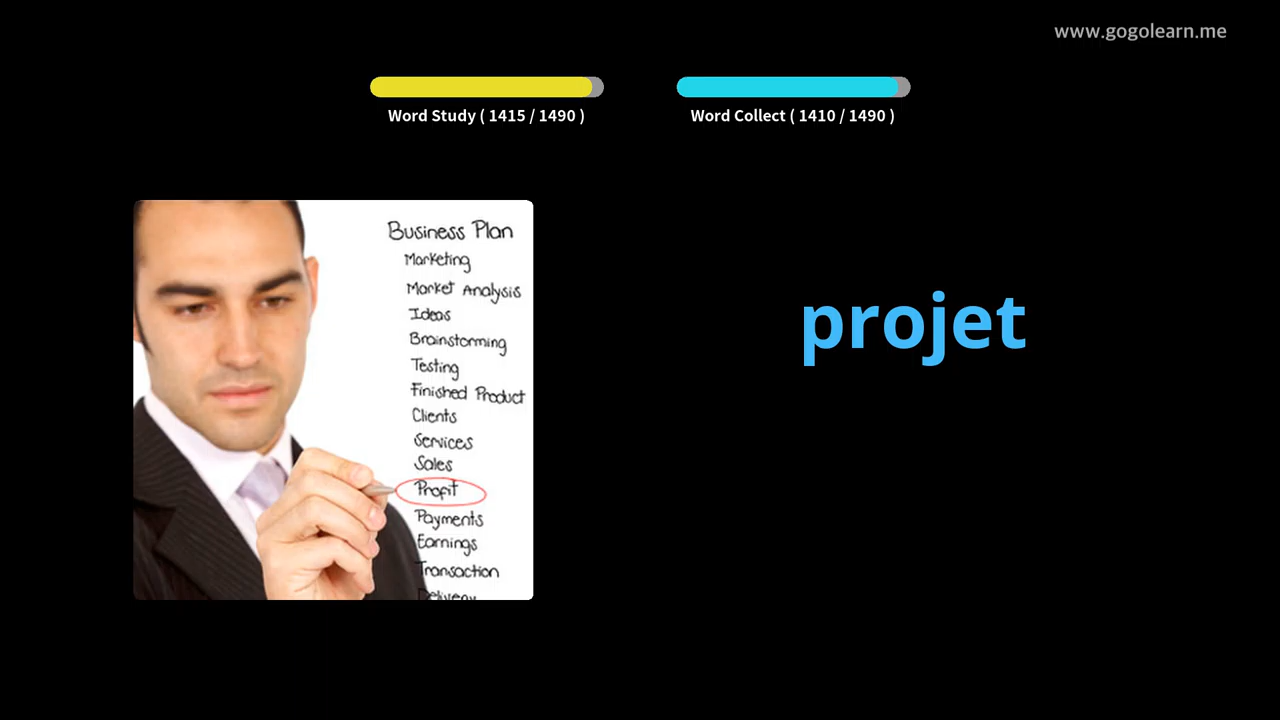 www.gogolearn.me
Word Study ( 1415 / 1490 )
Word Collect ( 1410 / 1490 )
Business Plan
Marketing
Market Analysis
Ideas
Brainstorming
Testing
Finished Product
Clients
Services
Sales
Profit
Payments
Earnings
Transaction
Delivery
projet